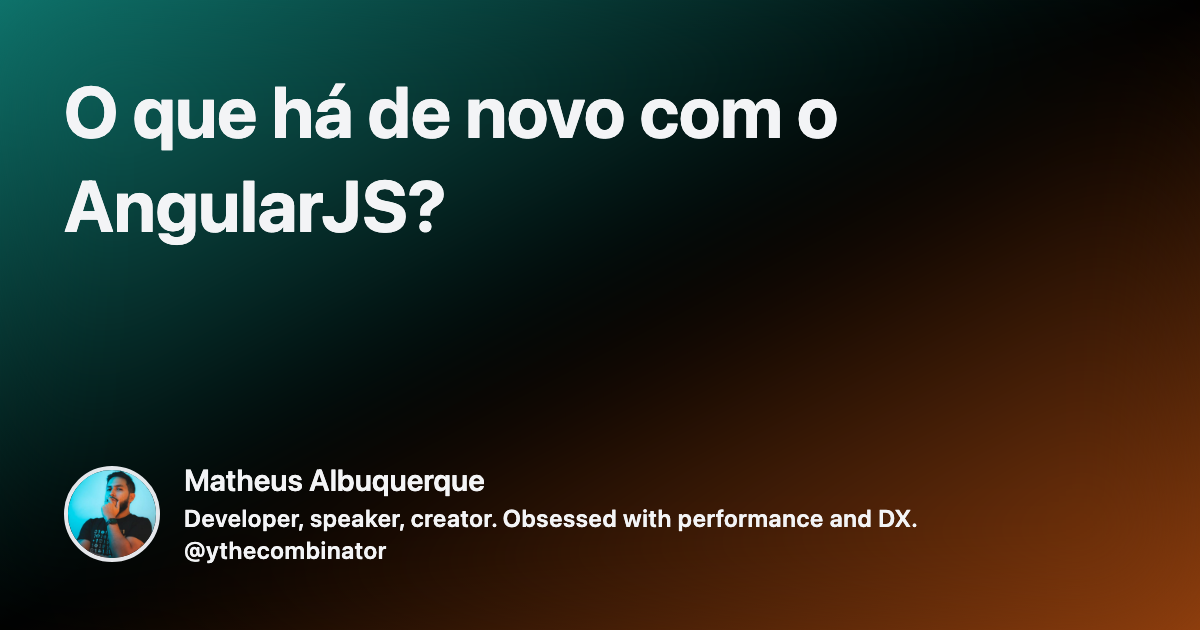 O que há de novo com o
AngularJS?
Matheus Albuquerque
Developer, speaker, creator. Obsessed with performance and DX.
@ythecombinator